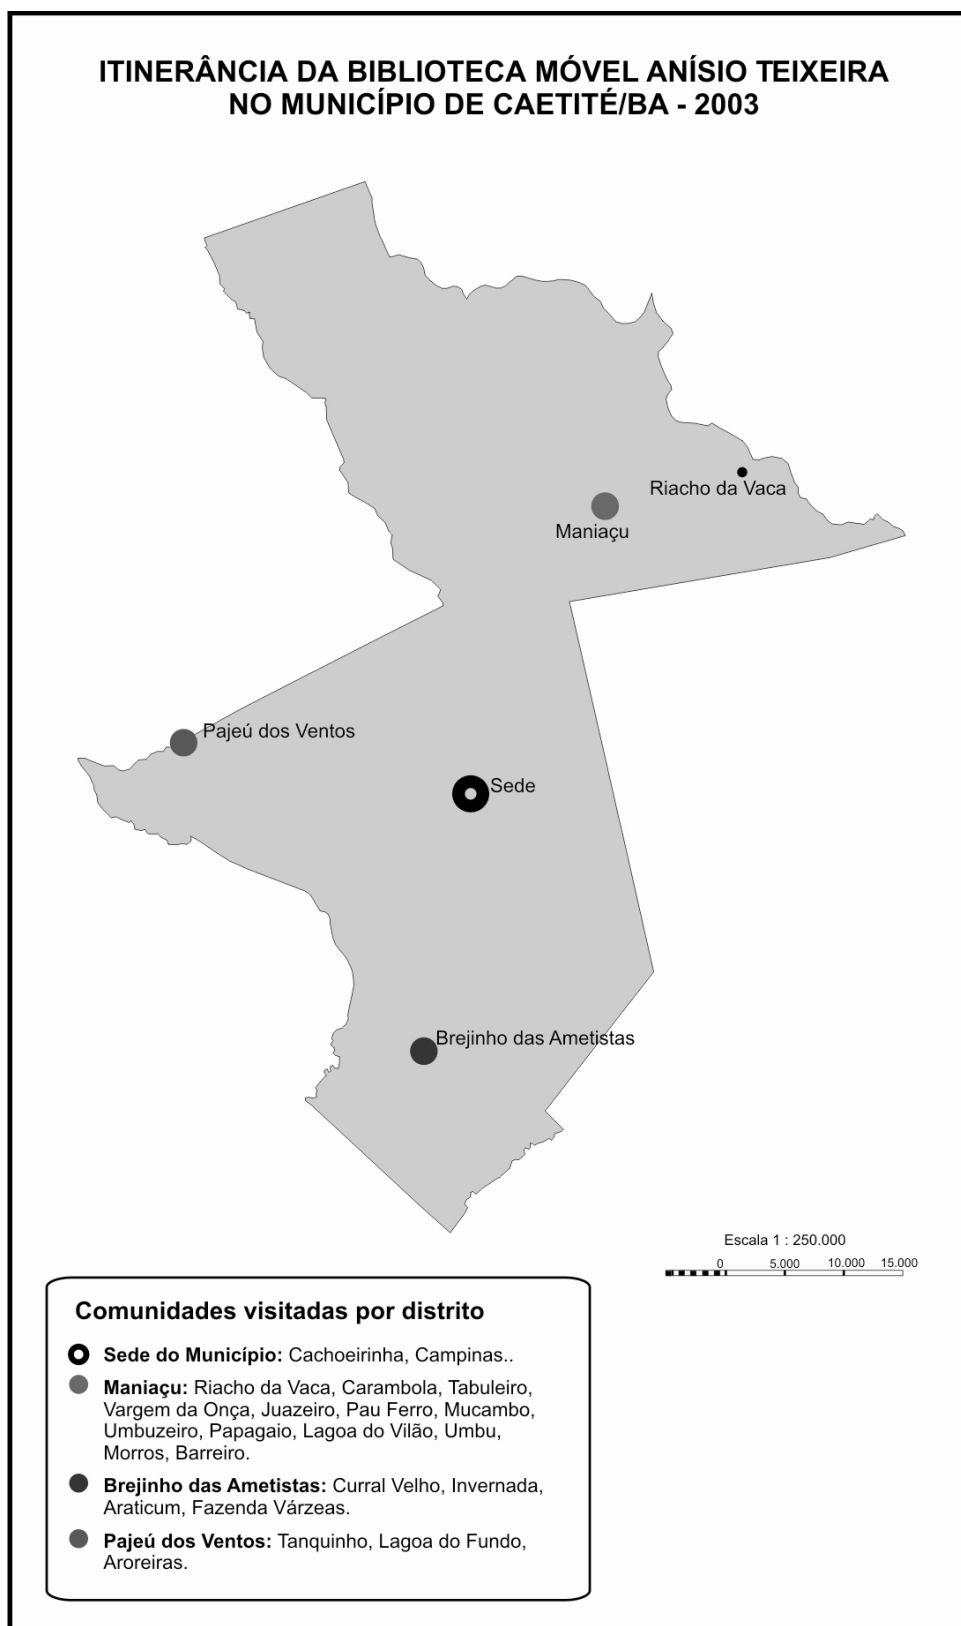 ITINERÂNCIA DA BIBLIOTECA MÓVEL ANÍSIO TEIXEIRA
NO MUNICÍPIO DE CAETITÉ/BA - 2003
Riacho da Vaca
Maniaçu
Pajeú dos Ventos
Sede
Brejinho das Ametistas
Escala 1 : 250.000
0 5.000 10.000 15.000
Comunidades visitadas por distrito
Sede do Município: Cachoeirinha, Campinas..
Maniaçu: Riacho da Vaca, Carambola, Tabuleiro,
Vargem da Onça, Juazeiro, Pau Ferro, Mucambo,
Umbuzeiro, Papagaio, Lagoa do Vilão, Umbu,
Morros, Barreiro.
Brejinho das Ametistas: Curral Velho, Invernada,
Araticum, Fazenda Várzeas.
Pajeú dos Ventos: Tanquinho, Lagoa do Fundo,
Aroreiras.